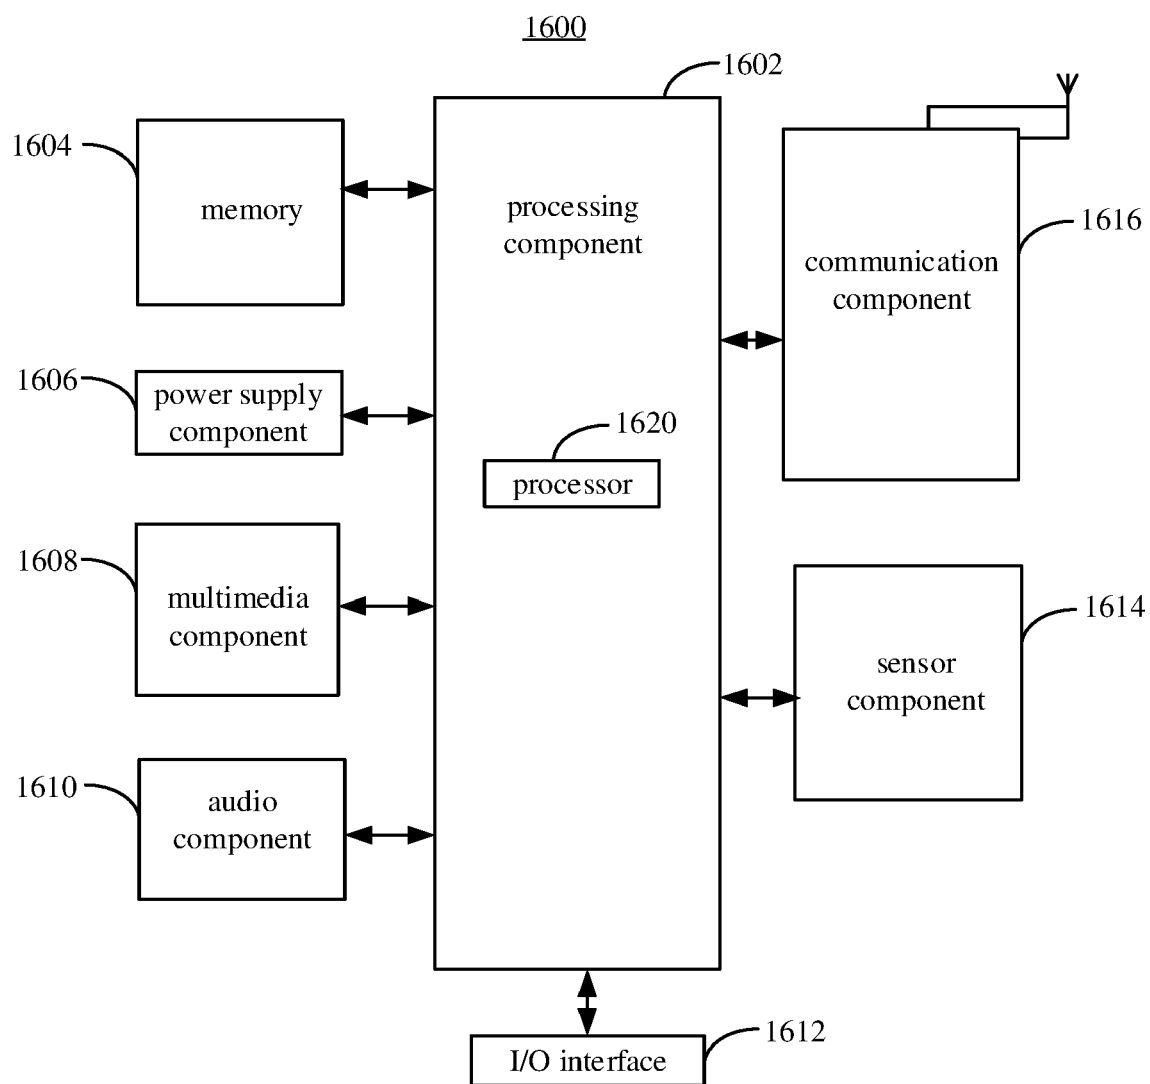 1600
1602
1604
memory
processing
component
1616
communication
component
1606
power supply
component
1620
processor
1608
multimedia
component
1614
sensor
component
1610
audio
component
1612
I/O interface